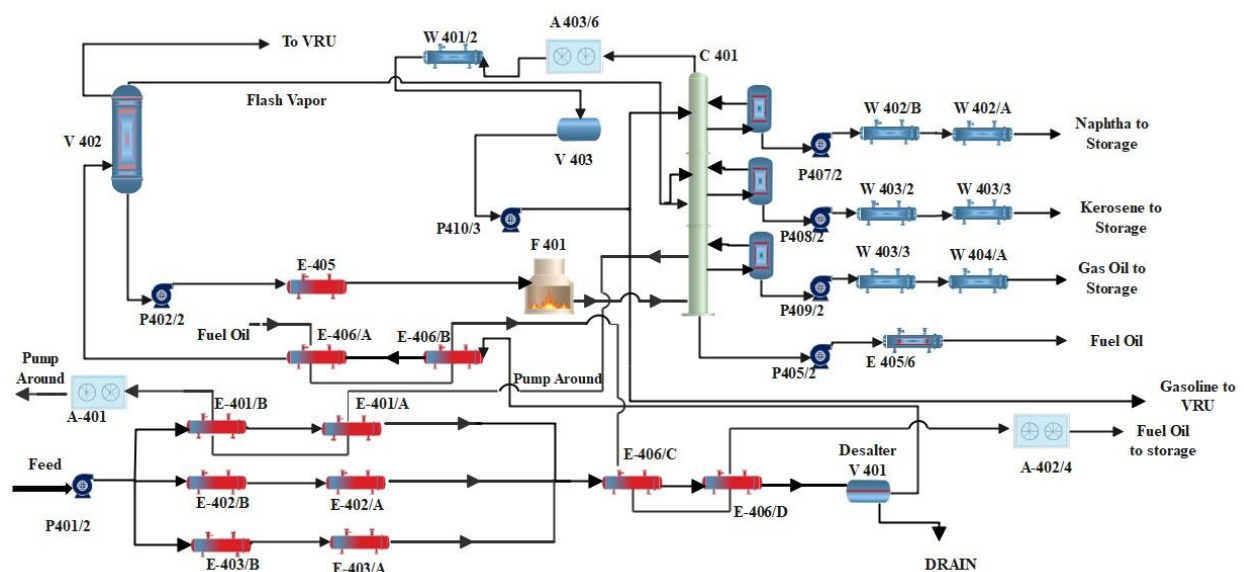 To VRU
W 401/2
A 403/6
C 401
Flash Vapor
V 402
V 403
W 402/B
W 402/A
Naphtha to
Storage
P407/2
P410/3
W 403/2
W 403/3
Kerosene to
Storage
P408/2
E-405
F 401
W 403/3
W 404/A
Gas Oil to
Storage
P402/2
P409/2
Fuel Oil
E-406/A
E-406/B
P405/2
E 405/6
Fuel Oil
Pump
Around
A-401
E-401/B
E-401/A
Pump Around
Gasoline to
VRU
Feed
P401/2
E-402/B
E-402/A
E-406/C
E-406/D
Desalter
V 401
A-402/4
Fuel Oil
to storage
E-403/B
E-403/A
DRAIN